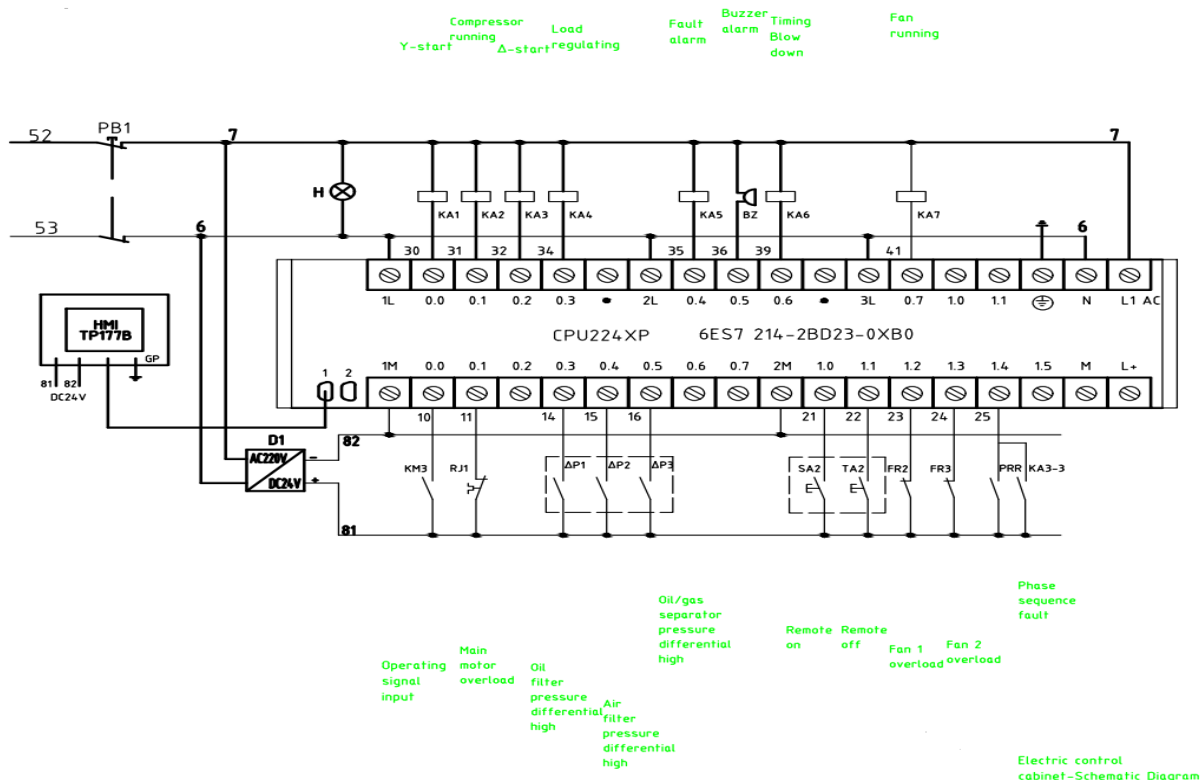 Compressor
running
Y-start
Δ-start
Load
regulating
Fault
alarm
Buzzer
alarm
Timing
Blow
down
Fan
running
52
PB1
7
7
H
KA1
KA2
KA3
KA4
KA5
BZ
KA6
KA7
53
6
6
30
31
32
34
35
36
39
41
1L
0.0
0.1
0.2
0.3
2L
0.4
0.5
0.6
3L
0.7
1.0
1.1
N
L1 AC
HMI
TP177B
GP
81
82
DC24V
CPU224XP
6ES7 214-2BD23-0XB0
1
2
1M
0.0
0.1
0.2
0.3
0.4
0.5
0.6
0.7
2M
1.0
1.1
1.2
1.3
1.4
1.5
M
L+
10
11
14
15
16
21
22
23
24
25
D1
AC220V
DC24V
-
+
82
81
KM3
RJ1
ΔP1
ΔP2
ΔP3
SA2
TA2
FR2
FR3
PRR
KA3-3
Operating
signal
input
Main
motor
overload
Oil
filter
pressure
differential
high
Air
filter
pressure
differential
high
Oil/gas
separator
pressure
differential
high
Remote
on
Remote
off
Fan 1
overload
Fan 2
overload
Phase
sequence
fault
Electric control
cabinet-Schematic Diagram